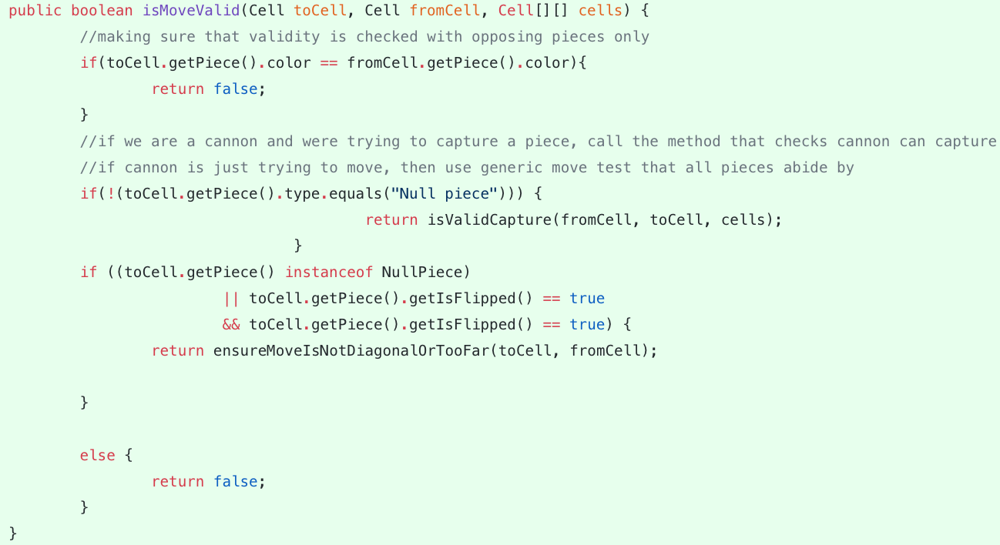 public boolean isMoveValid(Cell toCell, Cell fromCell, Cell[][] cells) {
        //making sure that validity is checked with opposing pieces only
        if(toCell.getPiece().color == fromCell.getPiece().color){
                return false;
        }
        //if we are a cannon and were trying to capture a piece, call the method that checks cannon can capture
        //if cannon is just trying to move, then use generic move test that all pieces abide by
        if(!(toCell.getPiece().type.equals("Null piece"))) {
                                        return isValidCapture(fromCell, toCell, cells);
                                }
        if ((toCell.getPiece() instanceof NullPiece)
                        || toCell.getPiece().getIsFlipped() == true
                        && toCell.getPiece().getIsFlipped() == true) {
                return ensureMoveIsNotDiagonalOrTooFar(toCell, fromCell);
        }
        else {
                return false;
        }
}